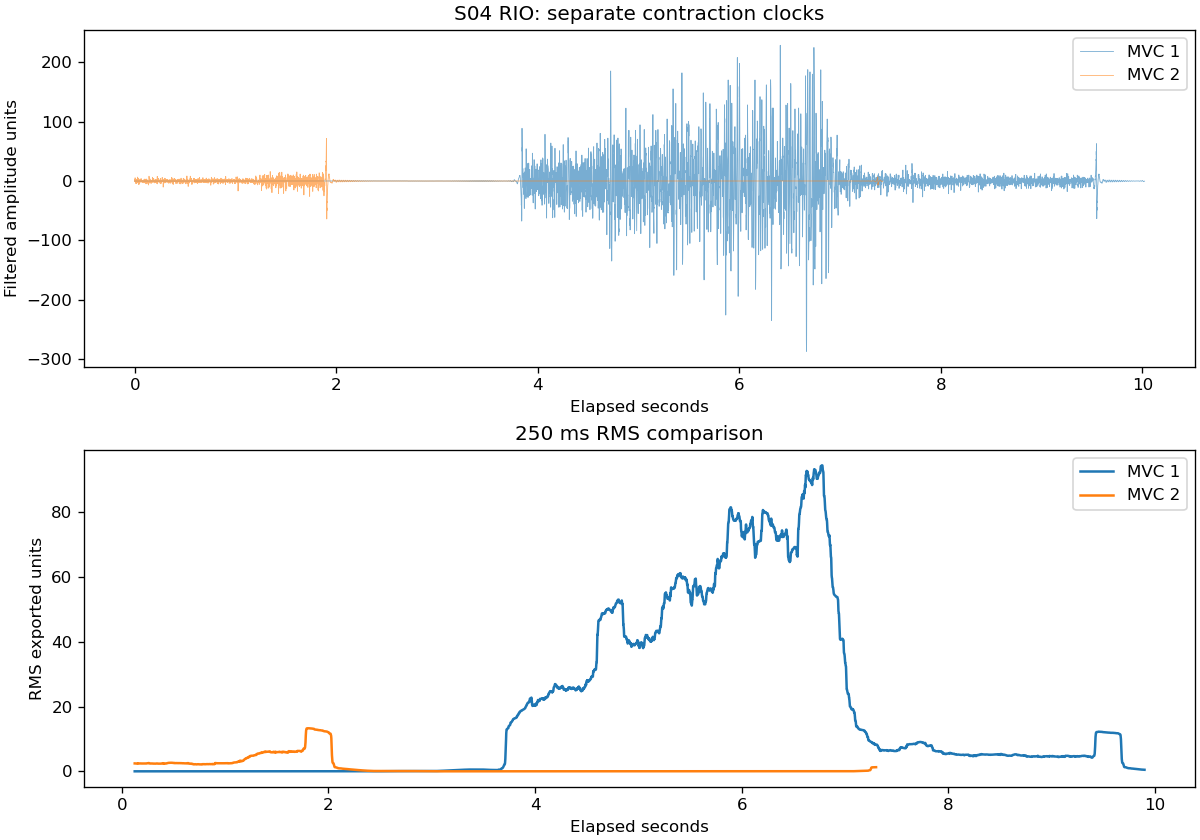 S04 RIO: separate contraction clocks
Filtered amplitude units
200
100
0
−100
−200
−300
MVC 1
MVC 2
0 2 4 6 8 10
Elapsed seconds
250 ms RMS comparison
RMS exported units
80
60
40
20
0
MVC 1
MVC 2
0 2 4 6 8 10
Elapsed seconds